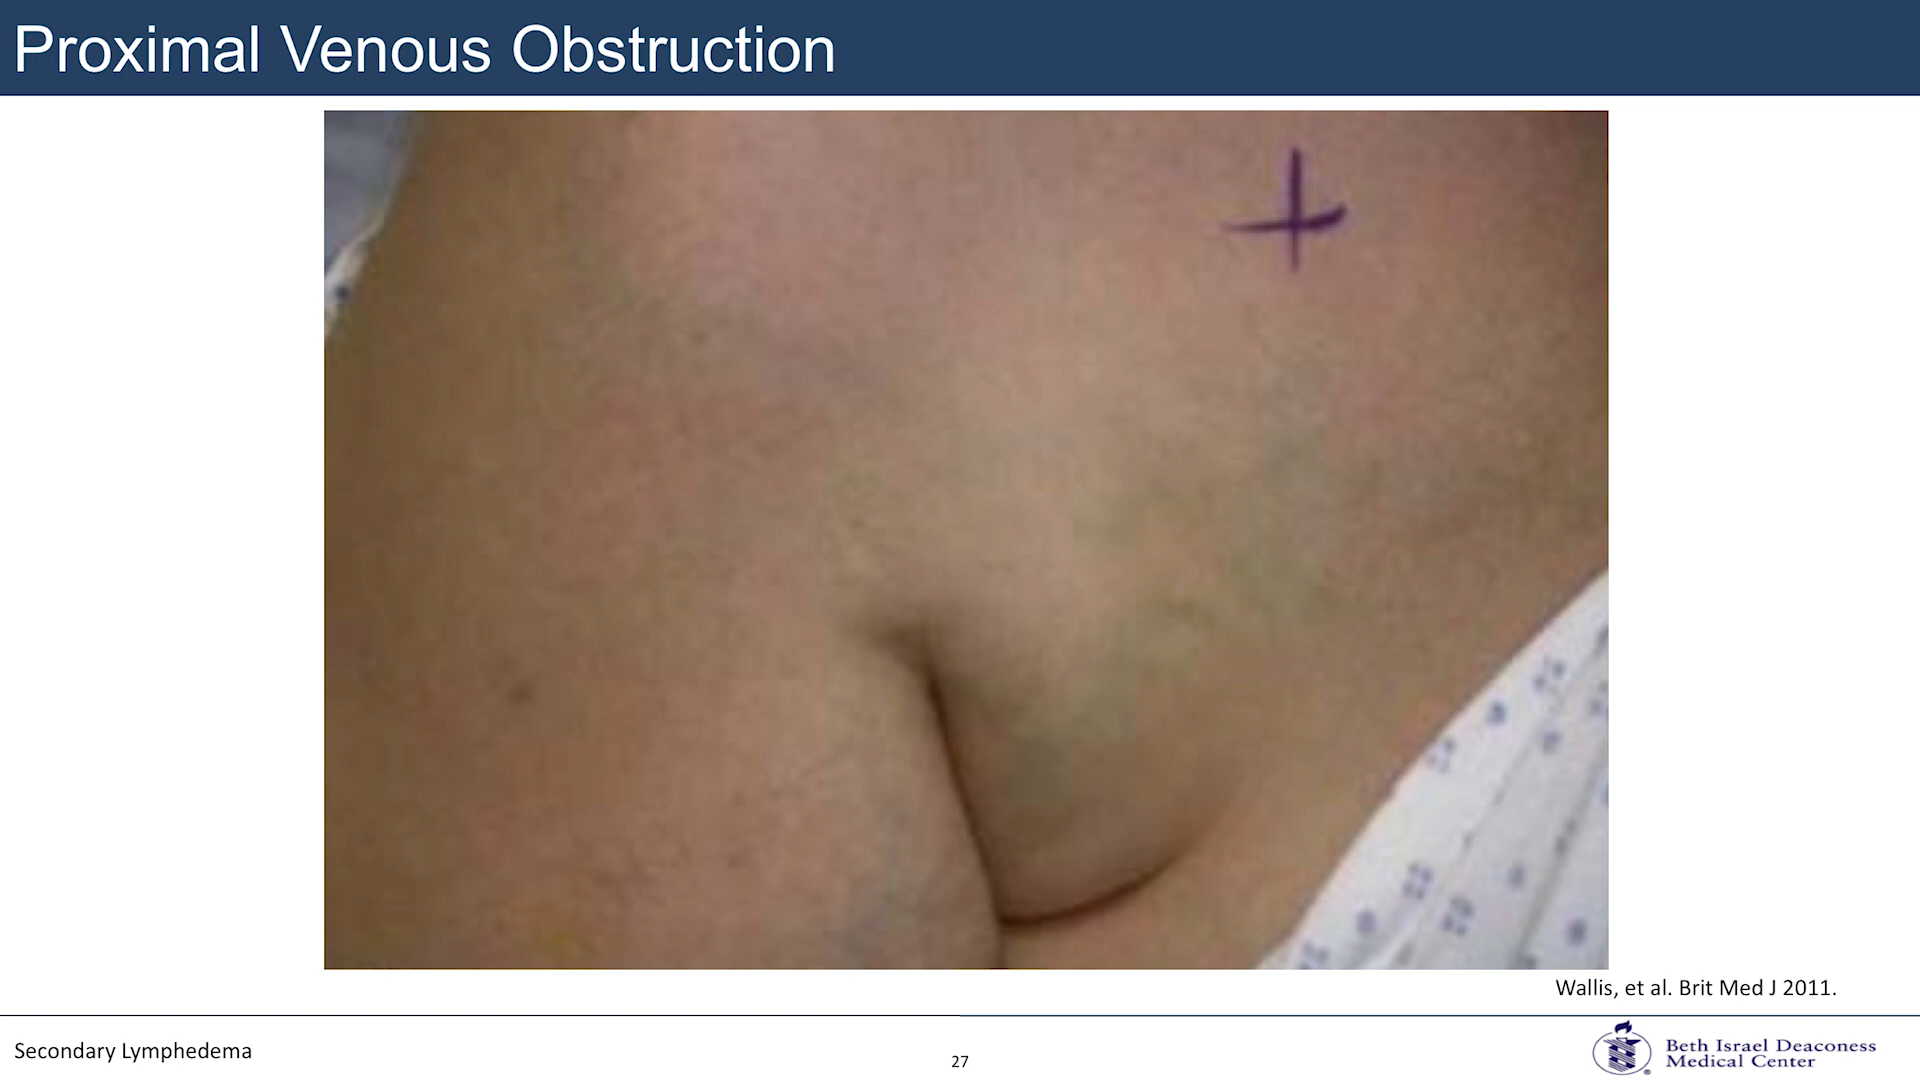 Proximal Venous Obstruction
Wallis, et al. Brit Med J 2011.
Secondary Lymphedema
27
Beth Israel Deaconess
Medical Center